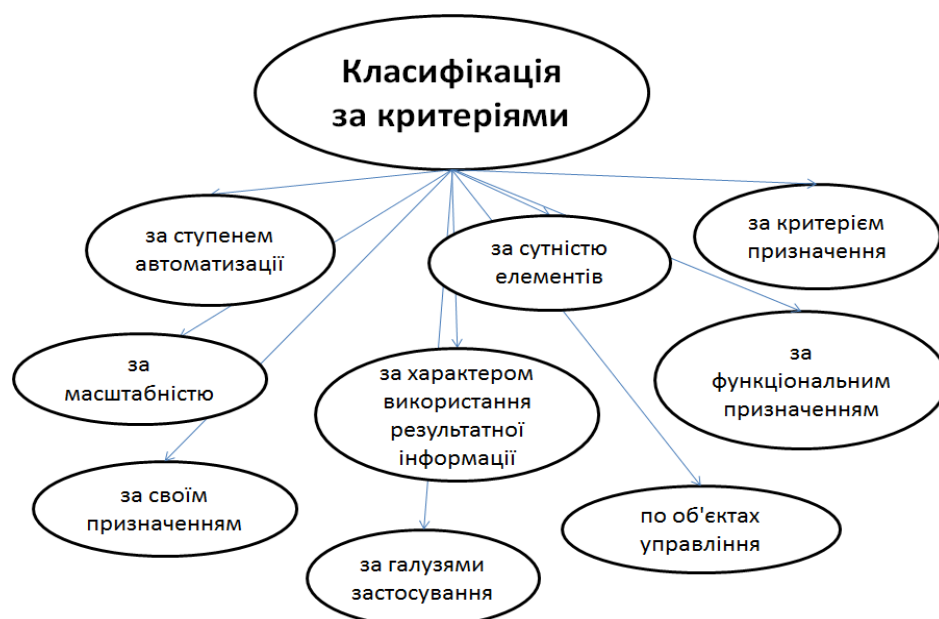 Класифікація
за критеріями
за ступенем
автоматизації
за сутністю
елементів
за критерієм
призначення
за
масштабністю
за характером
використання
результатної
інформації
за
функціональним
призначенням
за своїм
призначенням
по об'єктах
управління
за галузями
застосування